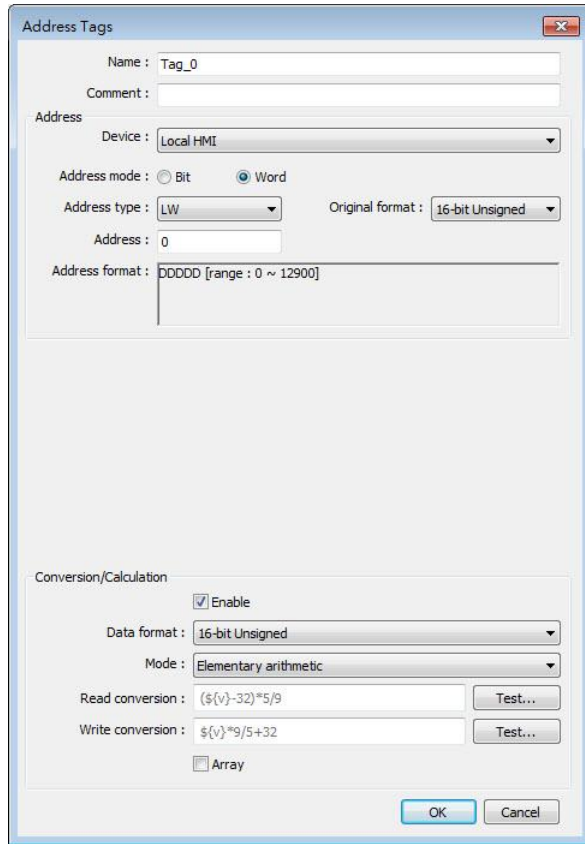 Address Tags
Name : Tag_0
Comment :
Address
Device : Local HMI
Address mode : Bit Word
Address type : LW Original format : 16-bit Unsigned
Address : 0
Address format : DDDDD [range : 0 ~ 12900]
Conversion/Calculation
Enable
Data format : 16-bit Unsigned
Mode : Elementary arithmetic
Read conversion : (${v}-32)*5/9 Test...
Write conversion : ${v}*9/5+32 Test...
Array
OK Cancel